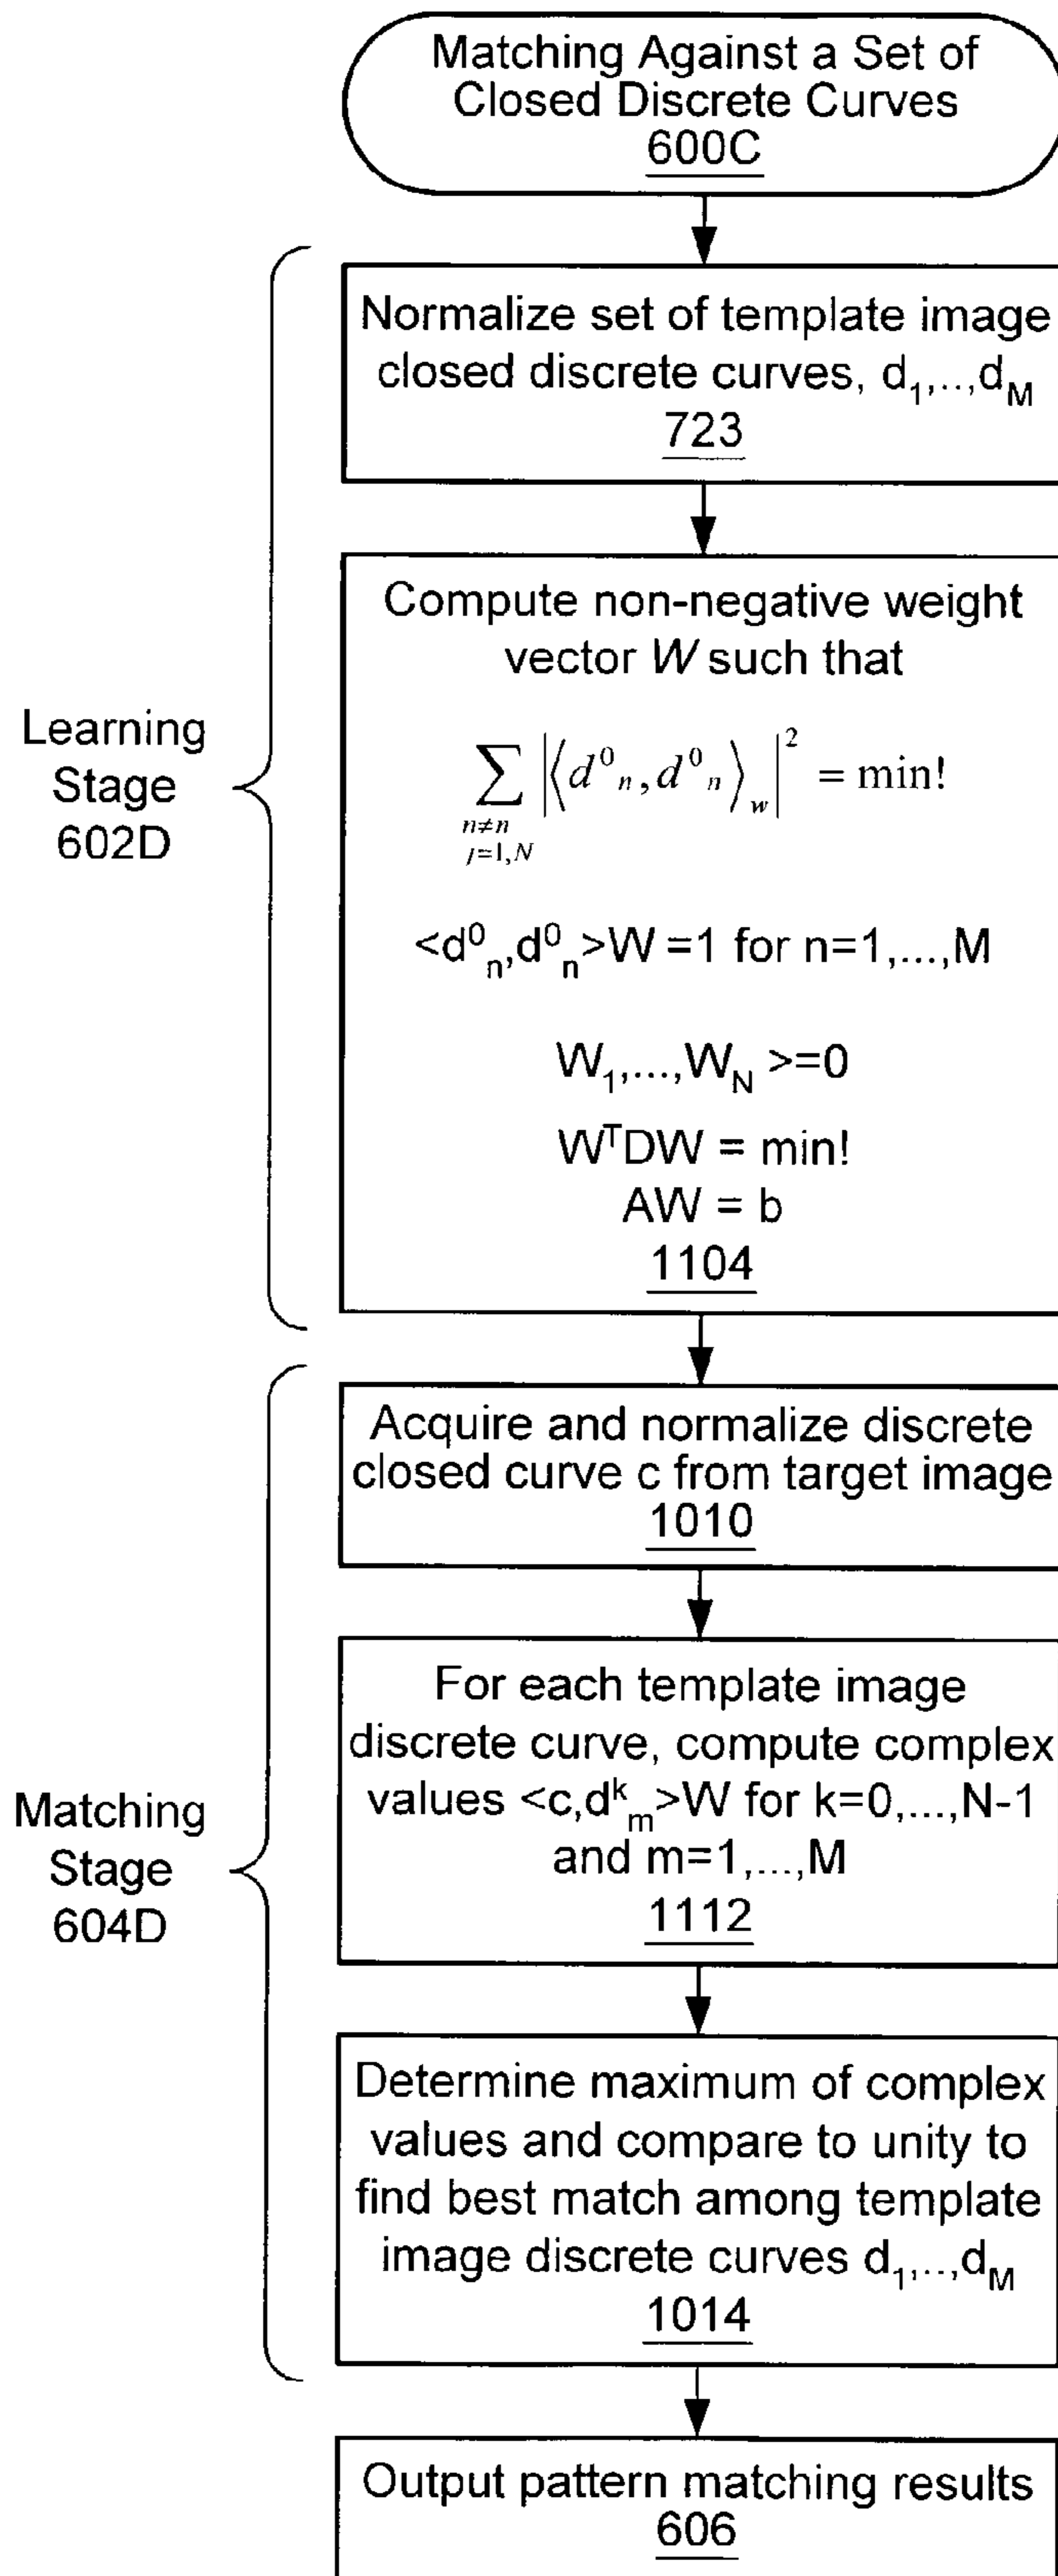 Matching Against a Set of
Closed Discrete Curves
600C
Normalize set of template image
closed discrete curves, d₁,..,d_M
723
Compute non-negative weight
vector W such that
∑ |⟨d⁰ₙ, d⁰ₙ⟩_w|² = min!
n≠n
j=1,N
<d⁰ₙ,d⁰ₙ>W =1 for n=1,...,M
W₁,...,W_N >=0
WᵀDW = min!
AW = b
1104
Learning
Stage
602D
Acquire and normalize discrete
closed curve c from target image
1010
For each template image
discrete curve, compute complex
values <c,dᵏₘ>W for k=0,...,N-1
and m=1,...,M
1112
Determine maximum of complex
values and compare to unity to
find best match among template
image discrete curves d₁,..,d_M
1014
Matching
Stage
604D
Output pattern matching results
606